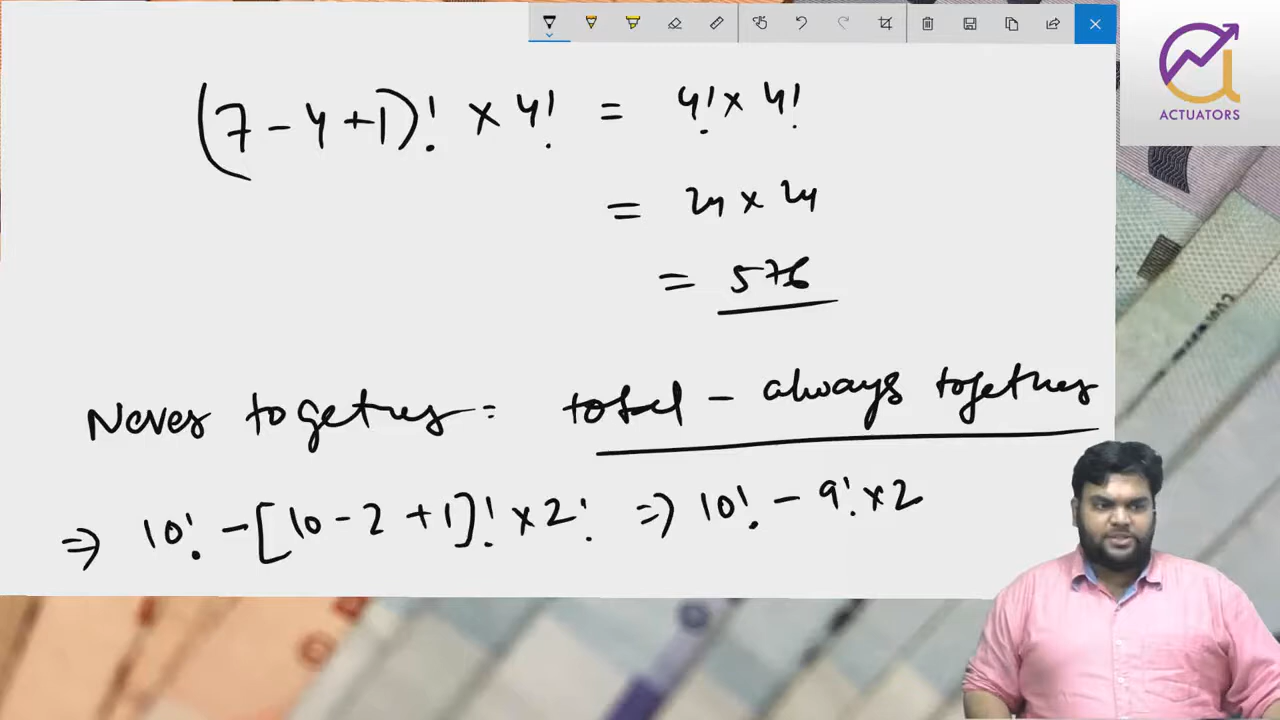 ACTUATORS
(7 - 4 + 1)! × 4! = 4! × 4!
= 24 × 24
= 576
Never together = total - always together
⇒ 10! - [10 - 2 + 1]! × 2! ⇒ 10! - 9! × 2